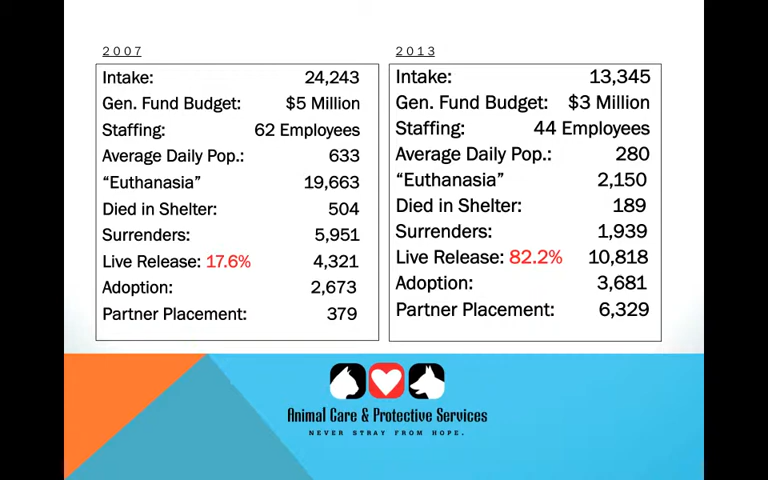 2007
Intake: 24,243
Gen. Fund Budget: $5 Million
Staffing: 62 Employees
Average Daily Pop.: 633
“Euthanasia” 19,663
Died in Shelter: 504
Surrenders: 5,951
Live Release: 17.6% 4,321
Adoption: 2,673
Partner Placement: 379
2013
Intake: 13,345
Gen. Fund Budget: $3 Million
Staffing: 44 Employees
Average Daily Pop.: 280
“Euthanasia” 2,150
Died in Shelter: 189
Surrenders: 1,939
Live Release: 82.2% 10,818
Adoption: 3,681
Partner Placement: 6,329
Animal Care & Protective Services
NEVER STRAY FROM HOPE.